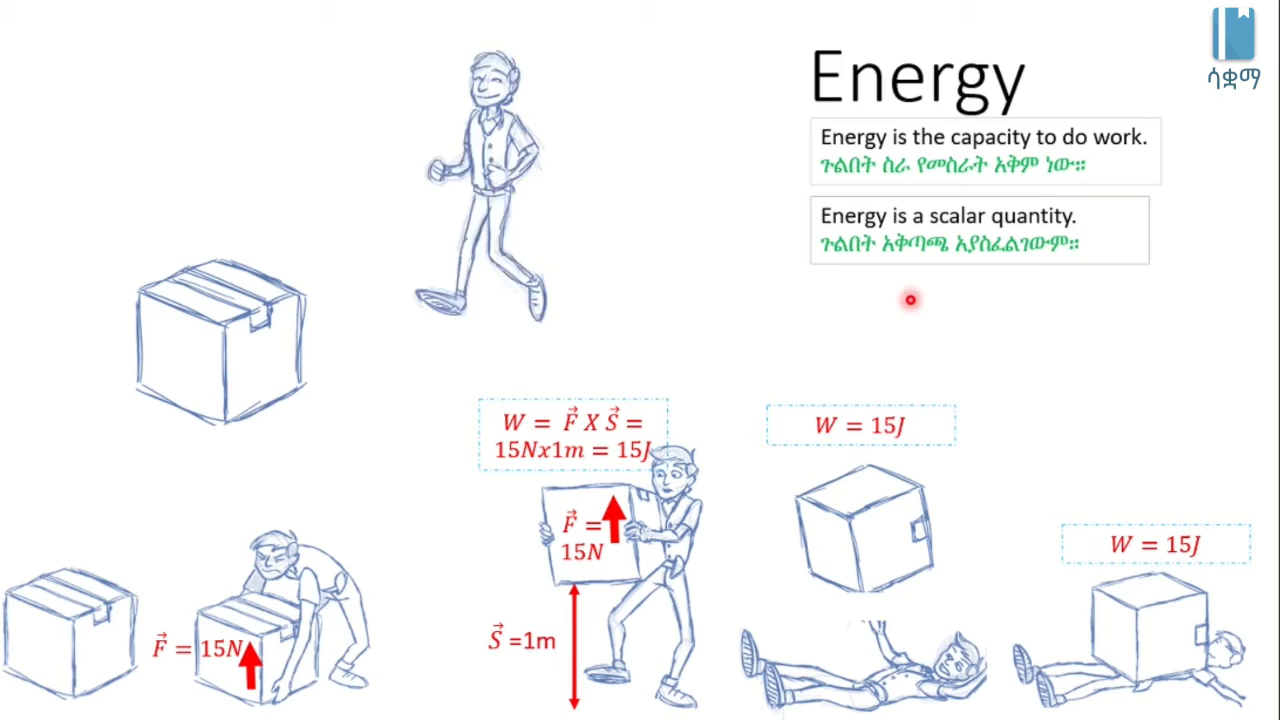 Energy
ሳቋማ
Energy is the capacity to do work.
ጉልበት ስራ የመስራት አቅም ነው።
Energy is a scalar quantity.
ጉልበት አቅጣጫ አያስፈልገውም።
W = F⃗ X S⃗ =
15Nx1m = 15J
W = 15J
F⃗ =
15N
W = 15J
F⃗ = 15N
S⃗ =1m